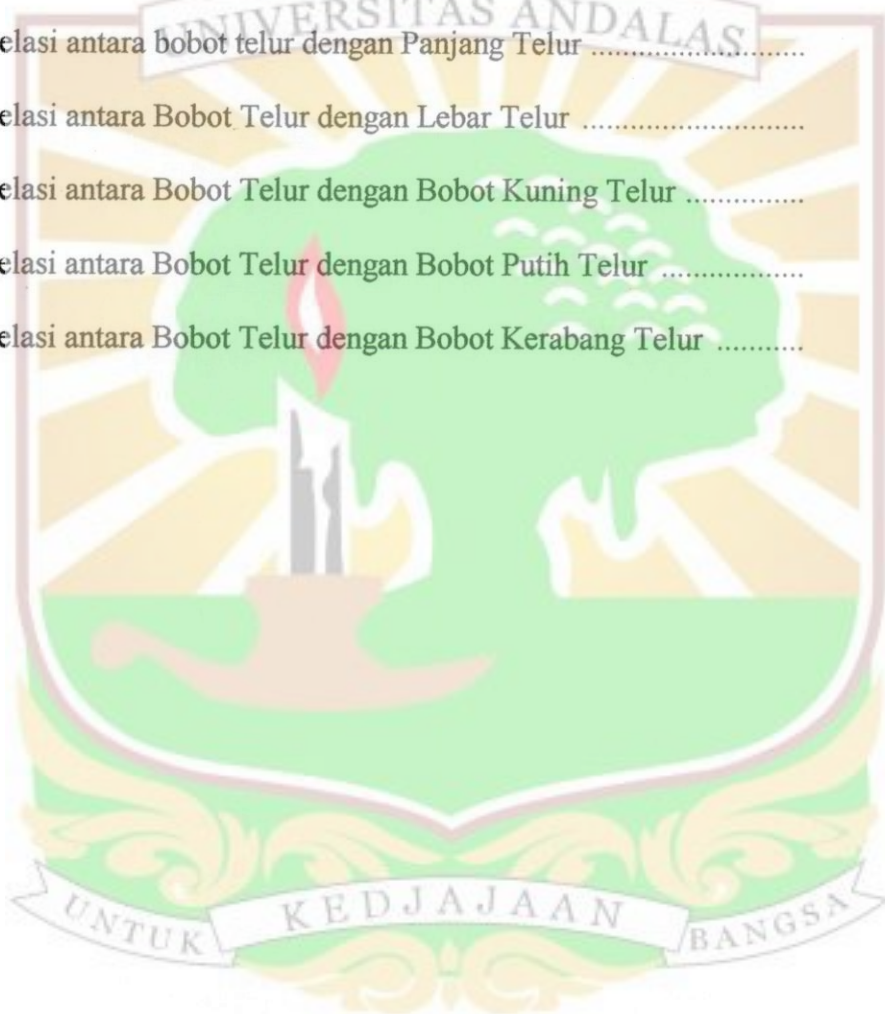 UNIVERSITAS ANDALAS
elasi antara bobot telur dengan Panjang Telur ...........................
elasi antara Bobot Telur dengan Lebar Telur ............................
elasi antara Bobot Telur dengan Bobot Kuning Telur ...............
elasi antara Bobot Telur dengan Bobot Putih Telur ..................
elasi antara Bobot Telur dengan Bobot Kerabang Telur ...........
UNTUK KEDJAJAAN BANGSA